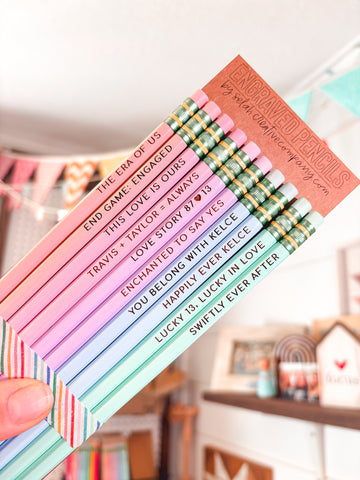 ENGRAVED PENCILS
by solal-creativecompany.com
THE ERA OF US
END GAME: ENGAGED
THIS LOVE IS OURS
TRAVIS + TAYLOR = ALWAYS
LOVE STORY 87♥13
ENCHANTED TO SAY YES
YOU BELONG WITH KELCE
HAPPILY EVER KELCE
LUCKY 13, LUCKY IN LOVE
SWIFTLY EVER AFTER